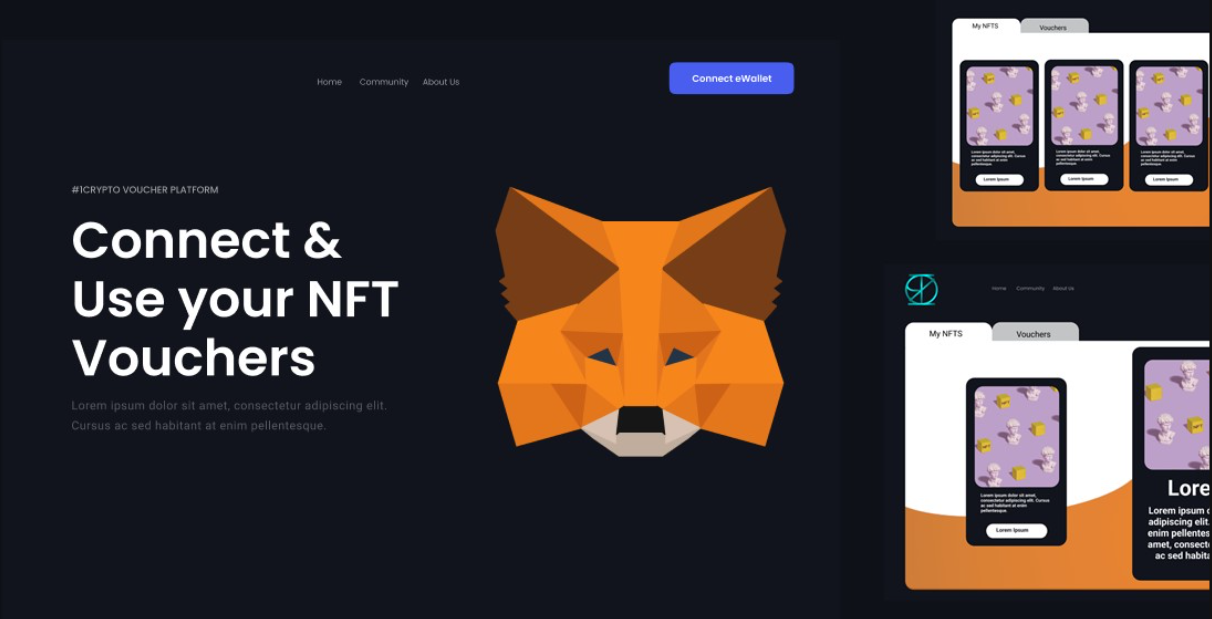 Home Community About Us
Connect eWallet
#1CRYPTO VOUCHER PLATFORM
Connect &
Use your NFT
Vouchers
Lorem ipsum dolor sit amet, consectetur adipiscing elit.
Cursus ac sed habitant at enim pellentesque.
My NFTS
Vouchers
Lorem ipsum dolor sit amet,
consectetur adipiscing elit. Cursus
ac sed habitant at enim
pellentesque.
Lorem Ipsum
Lorem ipsum dolor sit amet,
consectetur adipiscing elit. Cursus
ac sed habitant at enim
pellentesque.
Lorem Ipsum
Lorem ipsum dolor sit amet,
consectetur adipiscing elit. Cursus
ac sed habitant at enim
pellentesque.
Lorem Ipsum
Home Community About Us
My NFTS
Vouchers
Lorem ipsum dolor sit amet,
consectetur adipiscing elit. Cursus
ac sed habitant at enim
pellentesque.
Lorem Ipsum
Lore
Lorem ipsum
adipiscing elit.
enim pellentes
amet, consect
ac sed habita